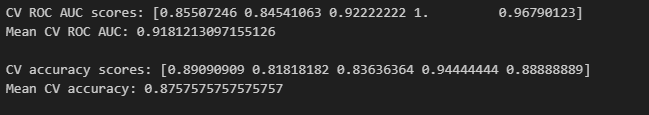 CV ROC AUC scores: [0.85507246 0.84541063 0.92222222 1.         0.96790123]
Mean CV ROC AUC: 0.9181213097155126
CV accuracy scores: [0.89090909 0.81818182 0.83636364 0.94444444 0.88888889]
Mean CV accuracy: 0.8757575757575757